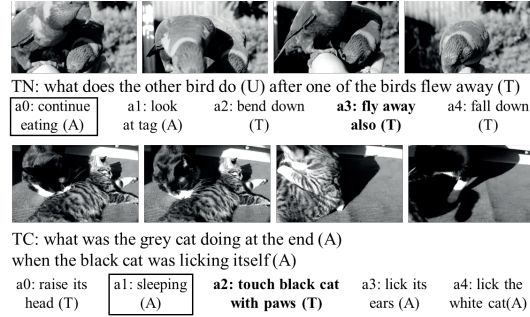 TN: what does the other bird do (U) after one of the birds flew away (T)
a0: continue eating (A)
a1: look at tag (A)
a2: bend down (T)
a3: fly away also (T)
a4: fall down (T)
TC: what was the grey cat doing at the end (A)
when the black cat was licking itself (A)
a0: raise its head (T)
a1: sleeping (A)
a2: touch black cat with paws (T)
a3: lick its ears (A)
a4: lick the white cat(A)